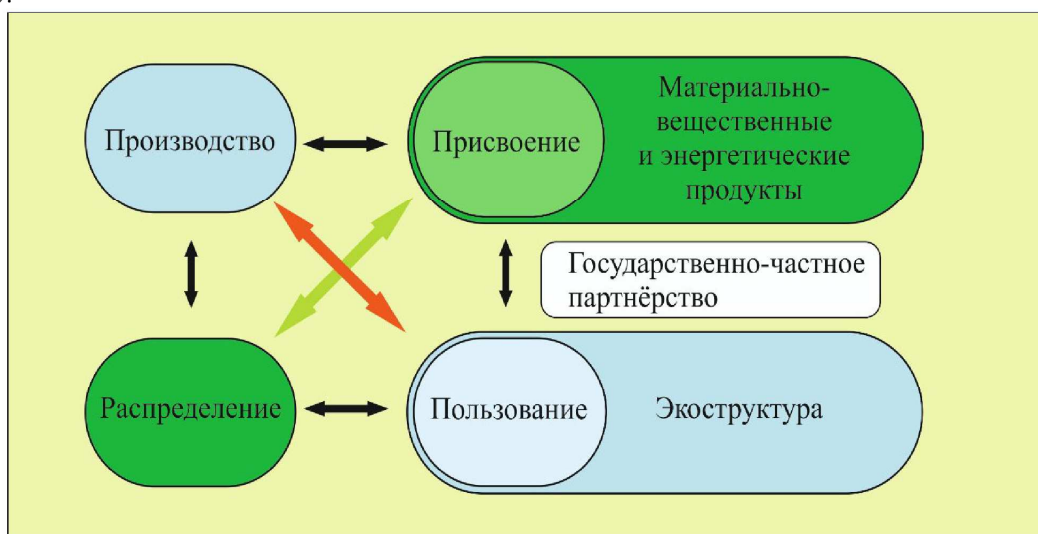 Производство
Присвоение
Материально-
вещественные
и энергетические
продукты
Государственно-частное
партнёрство
Распределение
Пользование
Экоструктура